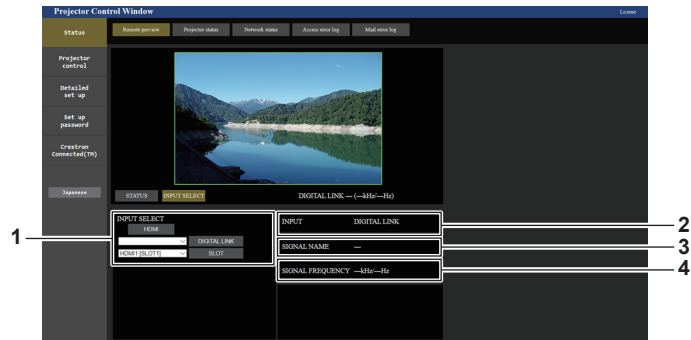 Projector Control Window
License
Status
Remote preview
Projector status
Network status
Access error log
Mail error log
Projector
control
Detailed
set up
Set up
password
Crestron
Connected(TM)
Japanese
STATUS
INPUT SELECT
DIGITAL LINK --- (---kHz/---Hz)
INPUT SELECT
HDMI
DIGITAL LINK
HDMI1 [SLOT1]
SLOT
INPUT DIGITAL LINK
SIGNAL NAME ---
SIGNAL FREQUENCY ---kHz/---Hz
1
2
3
4